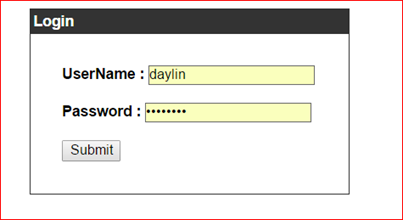 Login
UserName : daylin
Password : ••••••••
Submit